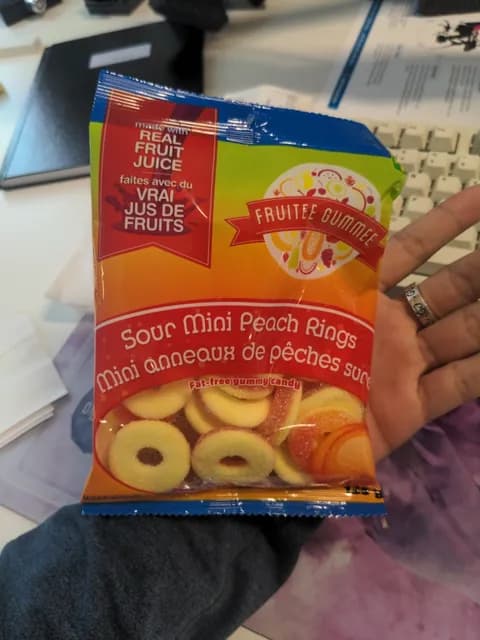 made with
REAL
FRUIT
JUICE
faites avec du
VRAI
JUS DE
FRUITS
FRUITEE GUMMEE
Sour Mini Peach Rings
Mini anneaux de pêches sure
Fat-free gummy candy